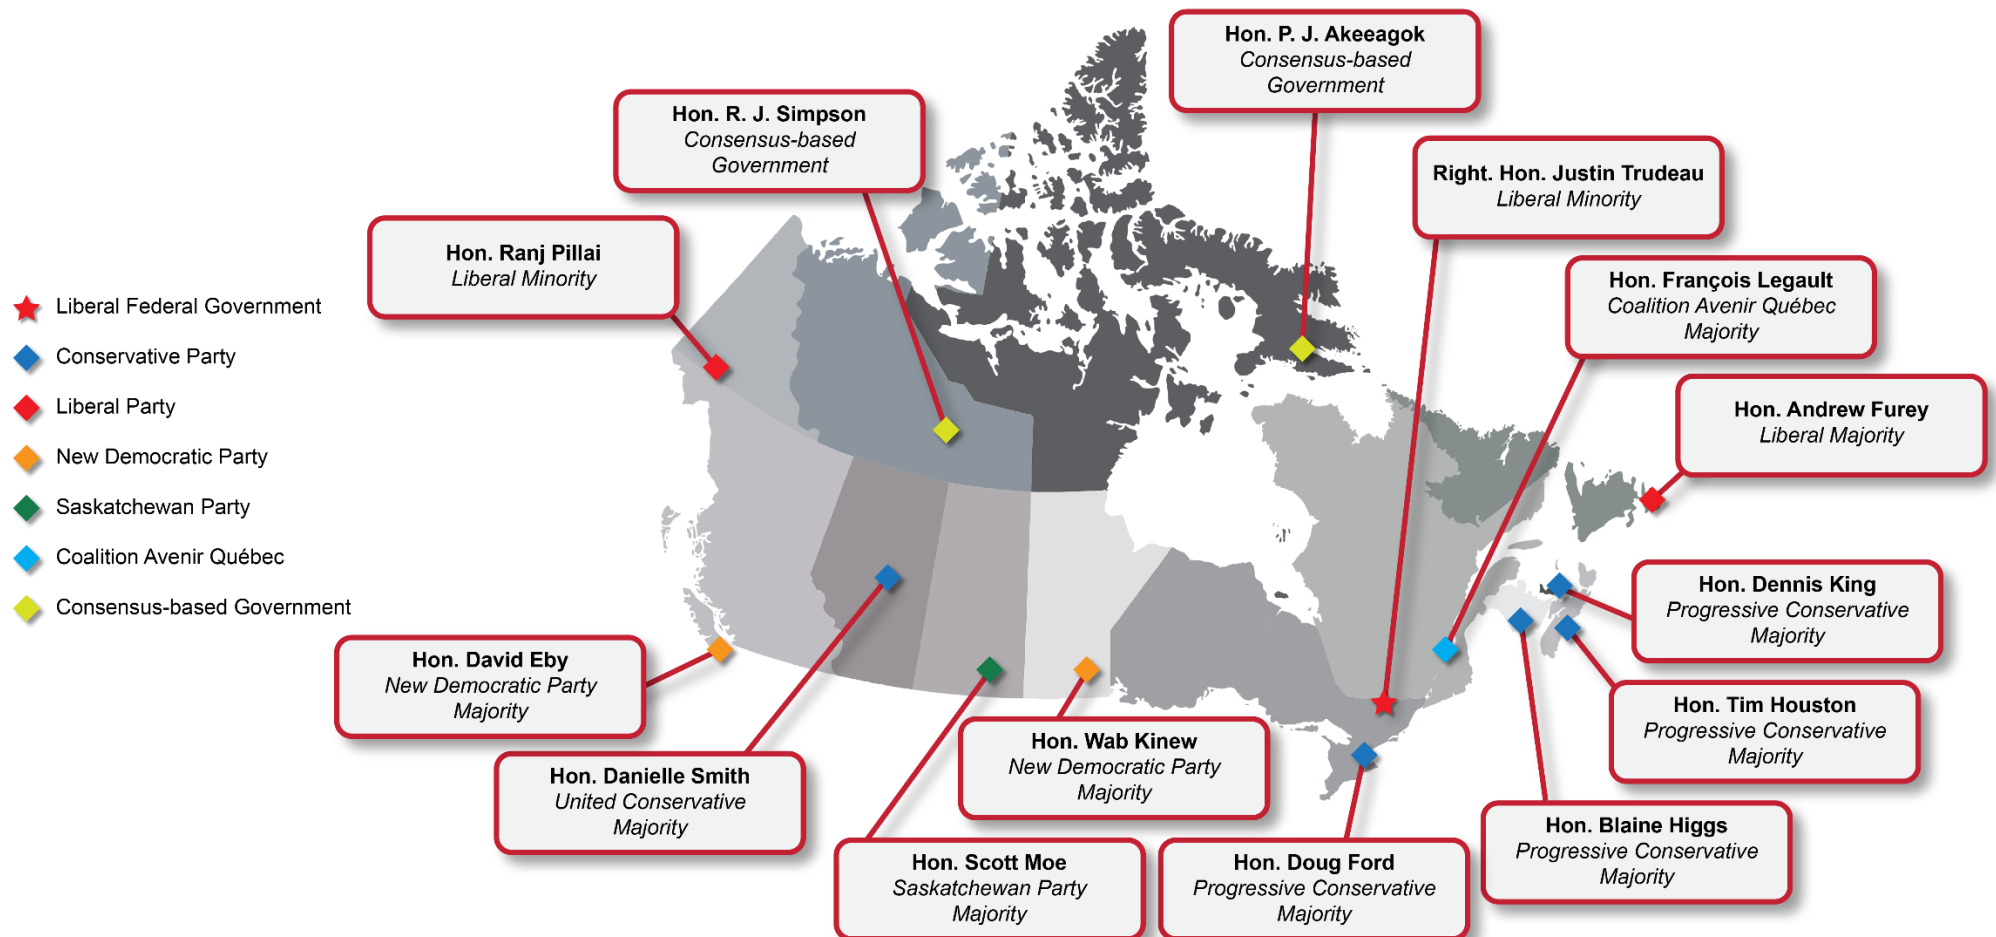 Hon. P. J. Akeeagok
Consensus-based
Government
Hon. R. J. Simpson
Consensus-based
Government
Right. Hon. Justin Trudeau
Liberal Minority
Hon. Ranj Pillai
Liberal Minority
Hon. François Legault
Coalition Avenir Québec
Majority
Liberal Federal Government
Conservative Party
Liberal Party
New Democratic Party
Saskatchewan Party
Coalition Avenir Québec
Consensus-based Government
Hon. Andrew Furey
Liberal Majority
Hon. Dennis King
Progressive Conservative
Majority
Hon. David Eby
New Democratic Party
Majority
Hon. Tim Houston
Progressive Conservative
Majority
Hon. Wab Kinew
New Democratic Party
Majority
Hon. Danielle Smith
United Conservative
Majority
Hon. Blaine Higgs
Progressive Conservative
Majority
Hon. Scott Moe
Saskatchewan Party
Majority
Hon. Doug Ford
Progressive Conservative
Majority